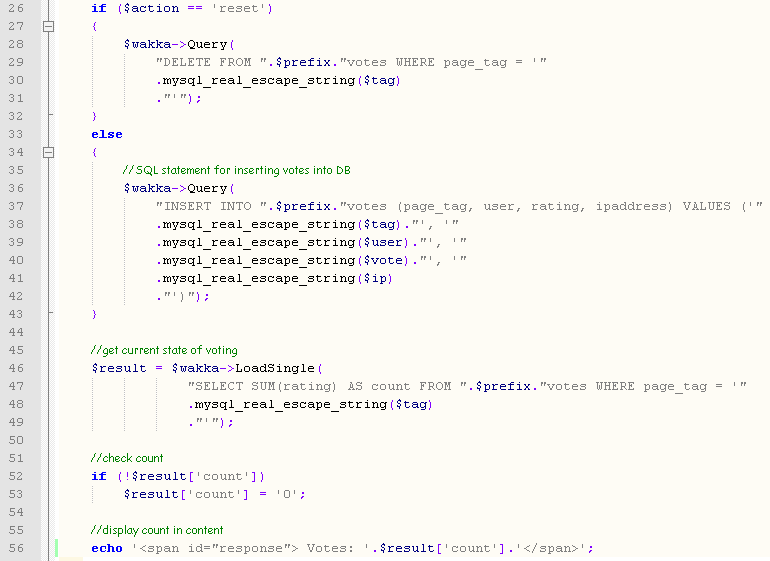 26 if ($action == 'reset')
27 {
28 $wakka->Query(
29 "DELETE FROM ".$prefix."votes WHERE page_tag = '"
30 .mysql_real_escape_string($tag)
31 ."'");
32 }
33 else
34 {
35 //SQL statement for inserting votes into DB
36 $wakka->Query(
37 "INSERT INTO ".$prefix."votes (page_tag, user, rating, ipaddress) VALUES ('"
38 .mysql_real_escape_string($tag)."', '"
39 .mysql_real_escape_string($user)."', '"
40 .mysql_real_escape_string($vote)."', '"
41 .mysql_real_escape_string($ip)
42 ."')");
43 }
44
45 //get current state of voting
46 $result = $wakka->LoadSingle(
47 "SELECT SUM(rating) AS count FROM ".$prefix."votes WHERE page_tag = '"
48 .mysql_real_escape_string($tag)
49 ."'");
50
51 //check count
52 if (!$result['count'])
53 $result['count'] = '0';
54
55 //display count in content
56 echo '<span id="response"> Votes: '.$result['count'].'</span>';